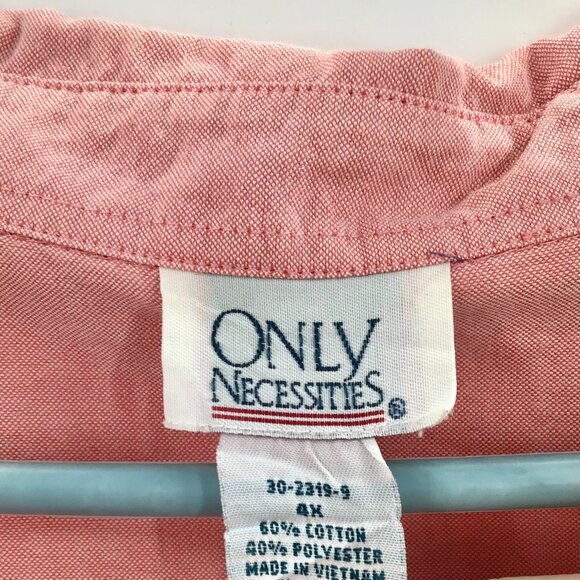 ONLY
NECESSITIES®
30-2319-9
4X
60% COTTON
40% POLYESTER
MADE IN VIETNAM